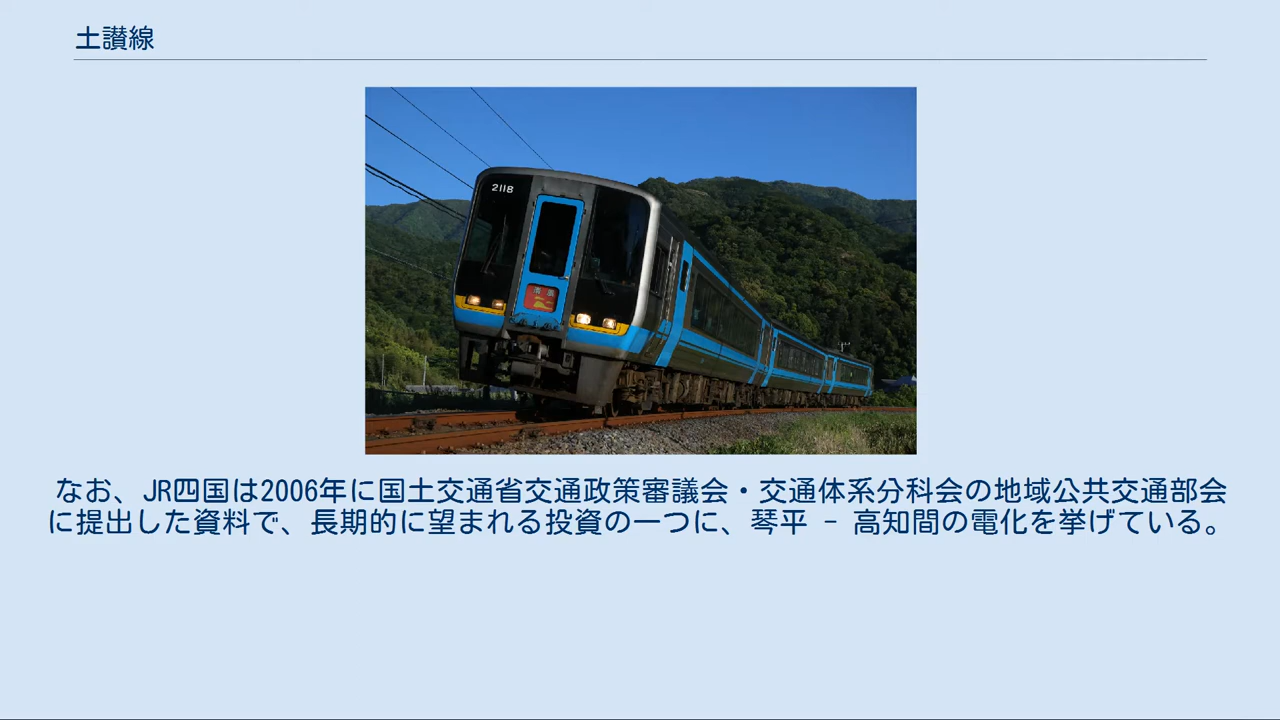 土讃線
2118
なお、JR四国は2006年に国土交通省交通政策審議会・交通体系分科会の地域公共交通部会
に提出した資料で、長期的に望まれる投資の一つに、琴平 - 高知間の電化を挙げている。